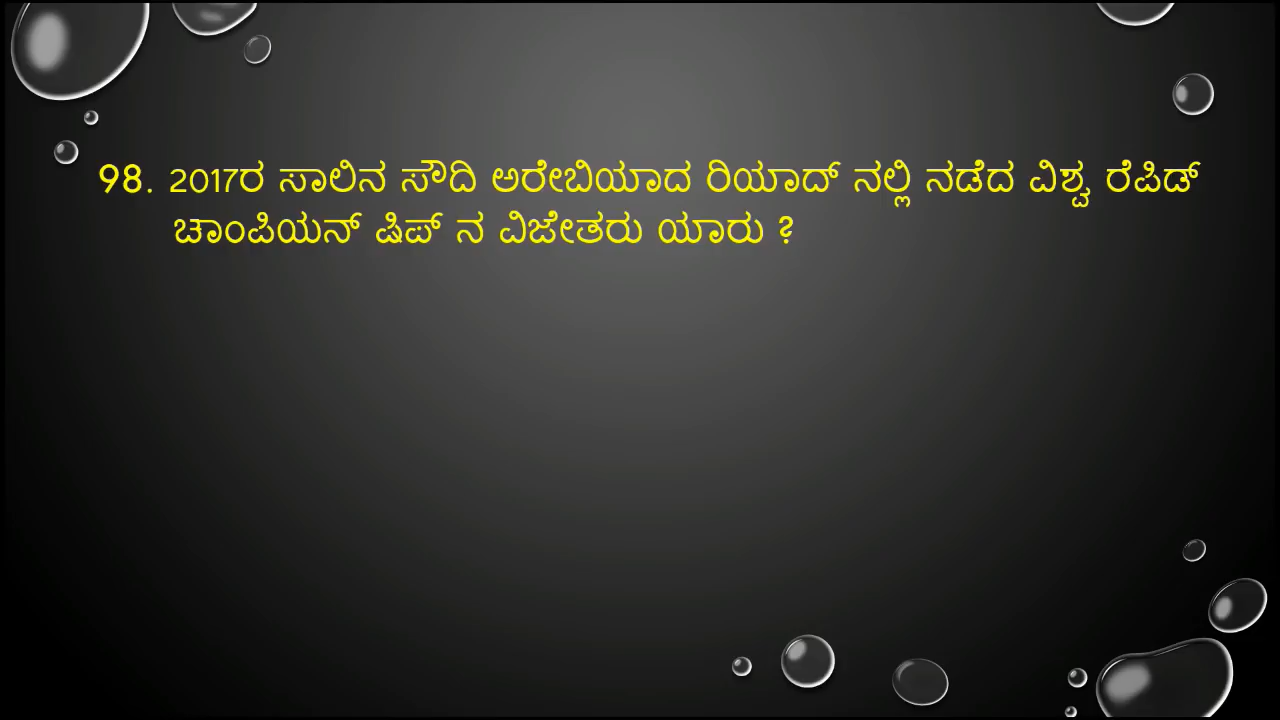 98. 2017ರ ಸಾಲಿನ ಸೌದಿ ಅರೇಬಿಯಾದ ರಿಯಾದ್ ನಲ್ಲಿ ನಡೆದ ವಿಶ್ವ ರೆಪಿಡ್
ಚಾಂಪಿಯನ್ ಷಿಪ್ ನ ವಿಜೇತರು ಯಾರು ?